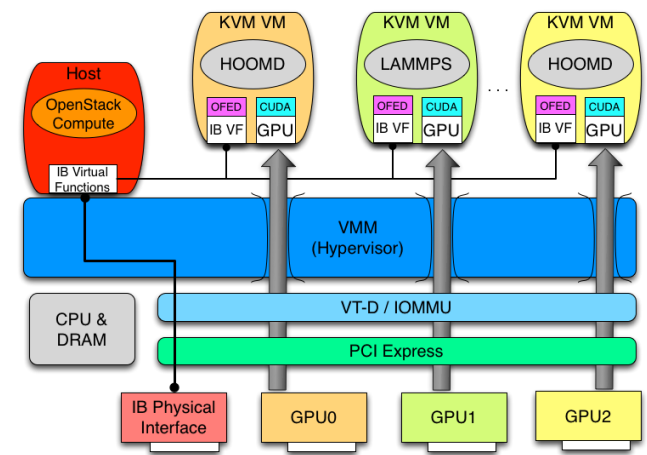 KVM VM
KVM VM
KVM VM
Host
HOOMD
LAMMPS
HOOMD
OpenStack
Compute
OFED
CUDA
OFED
CUDA
OFED
CUDA
IB VF
GPU
IB VF
GPU
IB VF
GPU
. . .
IB Virtual
Functions
VMM
(Hypervisor)
VT-D / IOMMU
CPU &
DRAM
PCI Express
IB Physical
Interface
GPU0
GPU1
GPU2